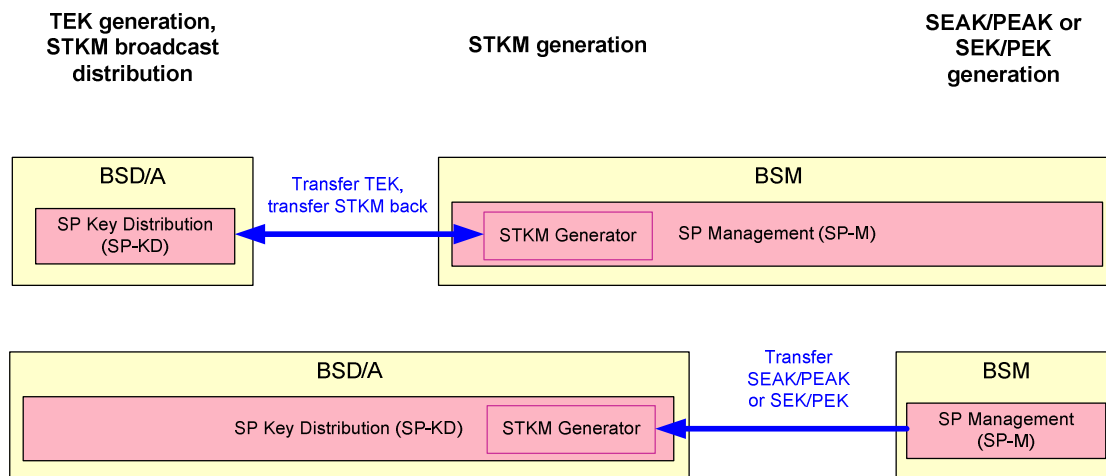 TEK generation,
STKM broadcast
distribution
STKM generation
SEAK/PEAK or
SEK/PEK
generation
BSD/A
SP Key Distribution
(SP-KD)
Transfer TEK,
transfer STKM back
BSM
STKM Generator
SP Management (SP-M)
BSD/A
SP Key Distribution (SP-KD)
STKM Generator
Transfer
SEAK/PEAK
or SEK/PEK
BSM
SP Management
(SP-M)